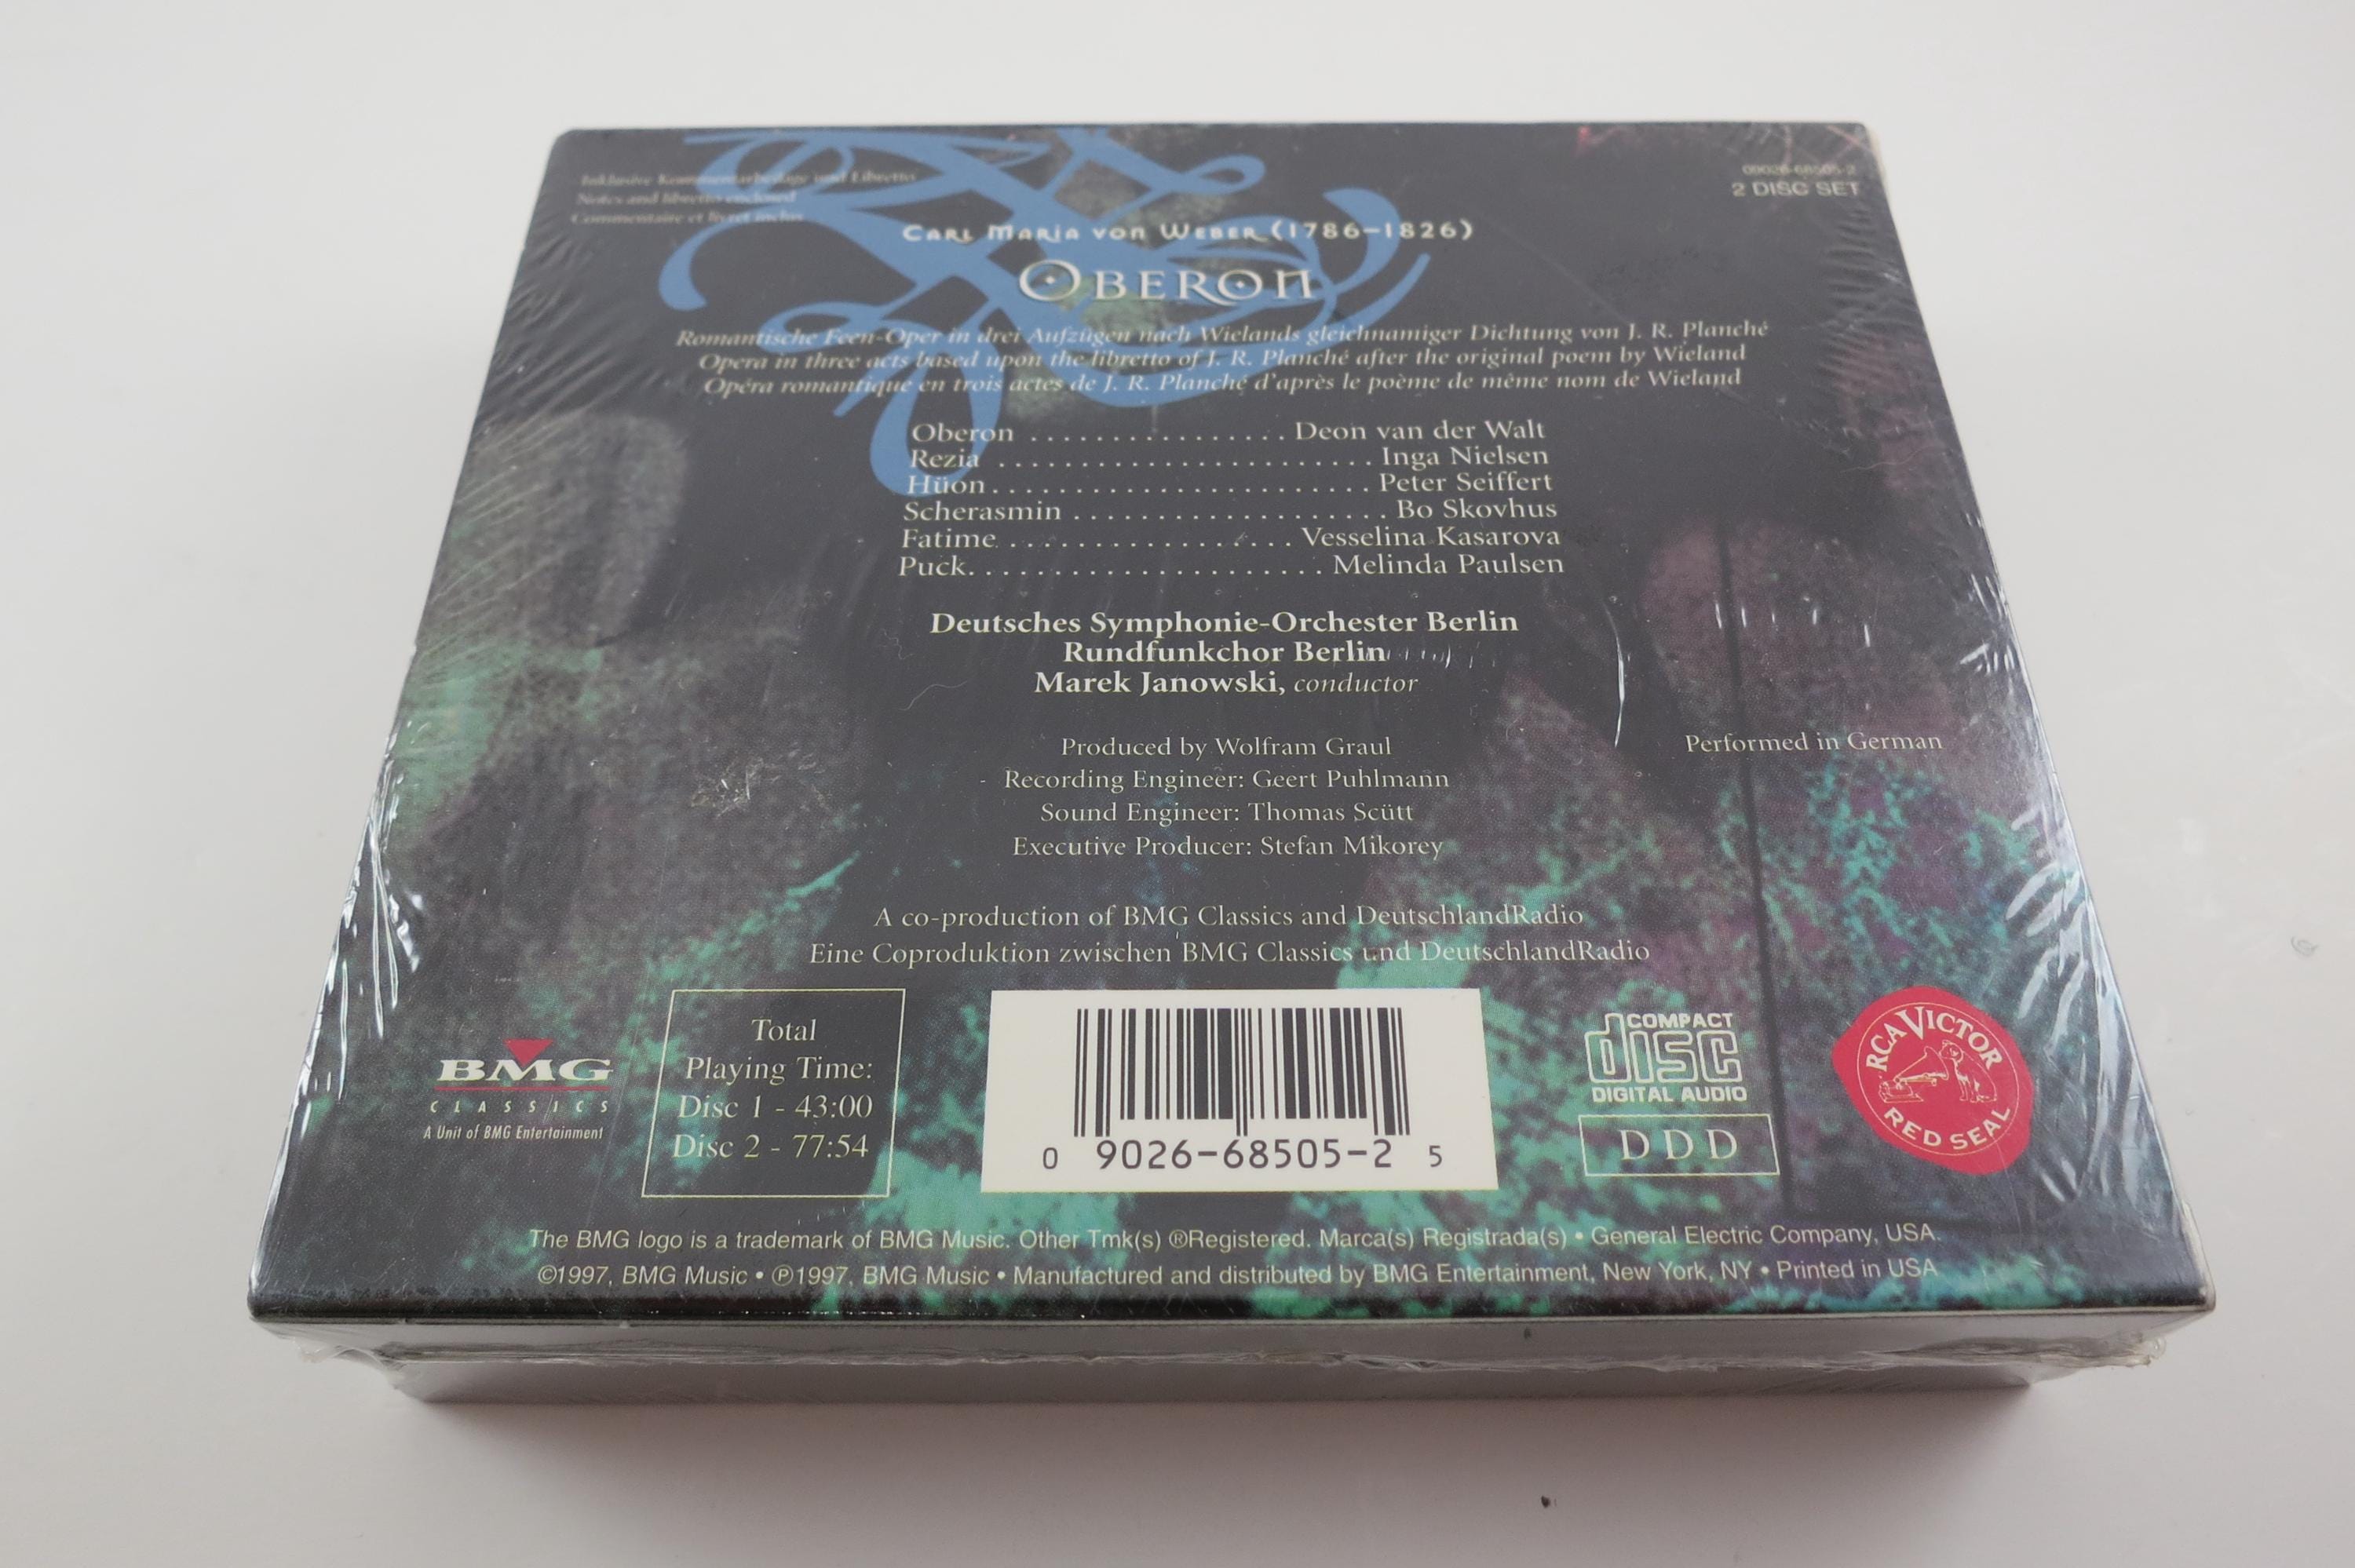 Inklusive Kommentarbeilage und Libretto
Notes and libretto enclosed
Commentaire et livret inclus
09026-68505-2
2 DISC SET
Carl Maria von Weber (1786–1826)
Oberon
Romantische Feen-Oper in drei Aufzügen nach Wielands gleichnamiger Dichtung von J. R. Planché
Opera in three acts based upon the libretto of J. R. Planché after the original poem by Wieland
Opéra romantique en trois actes de J. R. Planché d'après le poème de même nom de Wieland
Oberon . . . . . . . . . . . . . . . . Deon van der Walt
Rezia . . . . . . . . . . . . . . . . . . . . . . . Inga Nielsen
Hüon. . . . . . . . . . . . . . . . . . . . . . . Peter Seiffert
Scherasmin . . . . . . . . . . . . . . . . . . . Bo Skovhus
Fatime . . . . . . . . . . . . . . . . . Vesselina Kasarova
Puck. . . . . . . . . . . . . . . . . . . . . . Melinda Paulsen
Deutsches Symphonie-Orchester Berlin
Rundfunkchor Berlin
Marek Janowski, conductor
Produced by Wolfram Graul
Recording Engineer: Geert Puhlmann
Sound Engineer: Thomas Scütt
Executive Producer: Stefan Mikorey
Performed in German
A co-production of BMG Classics and DeutschlandRadio
Eine Coproduktion zwischen BMG Classics und DeutschlandRadio
BMG
CLASSICS
A Unit of BMG Entertainment
Total
Playing Time:
Disc 1 - 43:00
Disc 2 - 77:54
0 9026-68505-2 5
COMPACT
disc
DIGITAL AUDIO
DDD
RCA VICTOR
RED SEAL
The BMG logo is a trademark of BMG Music. Other Tmk(s) ®Registered. Marca(s) Registrada(s) • General Electric Company, USA.
©1997, BMG Music • ℗1997, BMG Music • Manufactured and distributed by BMG Entertainment, New York, NY • Printed in USA